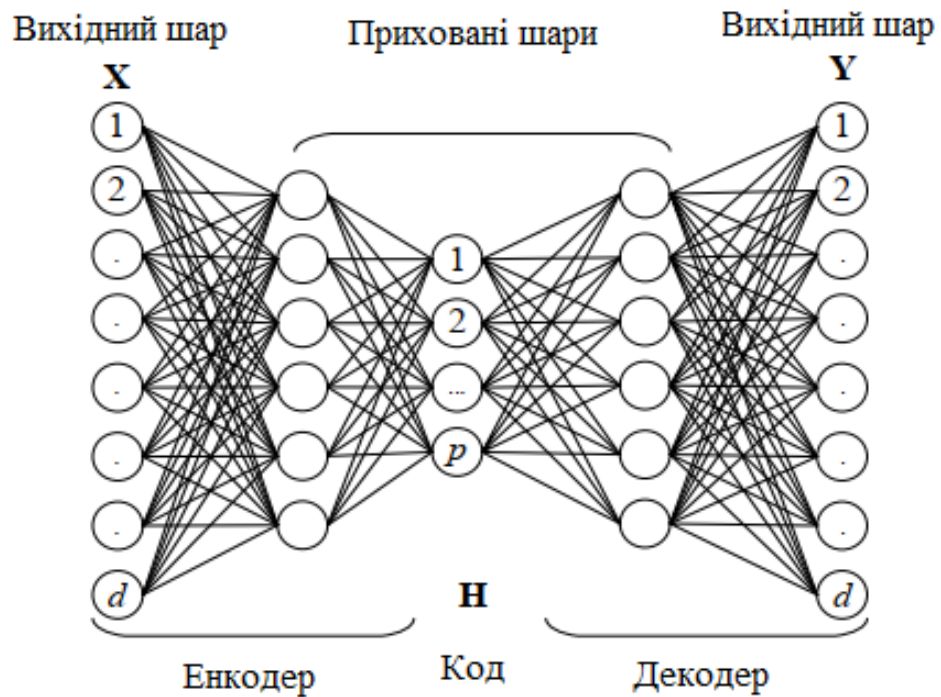 Вихідний шар Приховані шари Вихідний шар
X Y
1 1
2 2
. 1 .
. 2 .
. ... .
. p .
. .
d H d
Енкодер Код Декодер